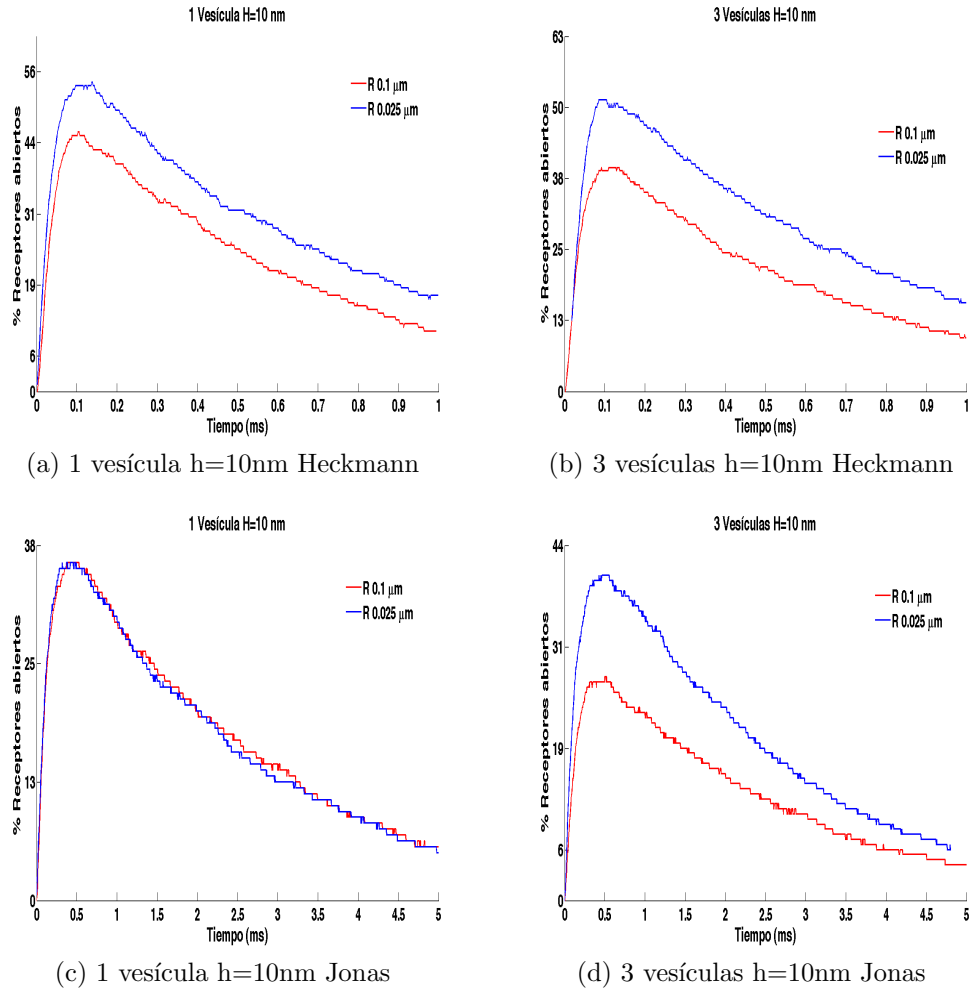 1 Vesícula H=10 nm
% Receptores abiertos
56
44
31
19
6
0
R 0.1 µm
R 0.025 µm
0 0.1 0.2 0.3 0.4 0.5 0.6 0.7 0.8 0.9 1
Tiempo (ms)
(a) 1 vesícula h=10nm Heckmann
3 Vesículas H=10 nm
% Receptores abiertos
63
50
38
25
13
0
R 0.1 µm
R 0.025 µm
0 0.1 0.2 0.3 0.4 0.5 0.6 0.7 0.8 0.9 1
Tiempo (ms)
(b) 3 vesículas h=10nm Heckmann
1 Vesícula H=10 nm
% Receptores abiertos
38
25
13
0
R 0.1 µm
R 0.025 µm
0 0.5 1 1.5 2 2.5 3 3.5 4 4.5 5
Tiempo (ms)
(c) 1 vesícula h=10nm Jonas
3 Vesículas H=10 nm
% Receptores abiertos
44
31
19
6
0
R 0.1 µm
R 0.025 µm
0 0.5 1 1.5 2 2.5 3 3.5 4 4.5 5
Tiempo (ms)
(d) 3 vesículas h=10nm Jonas